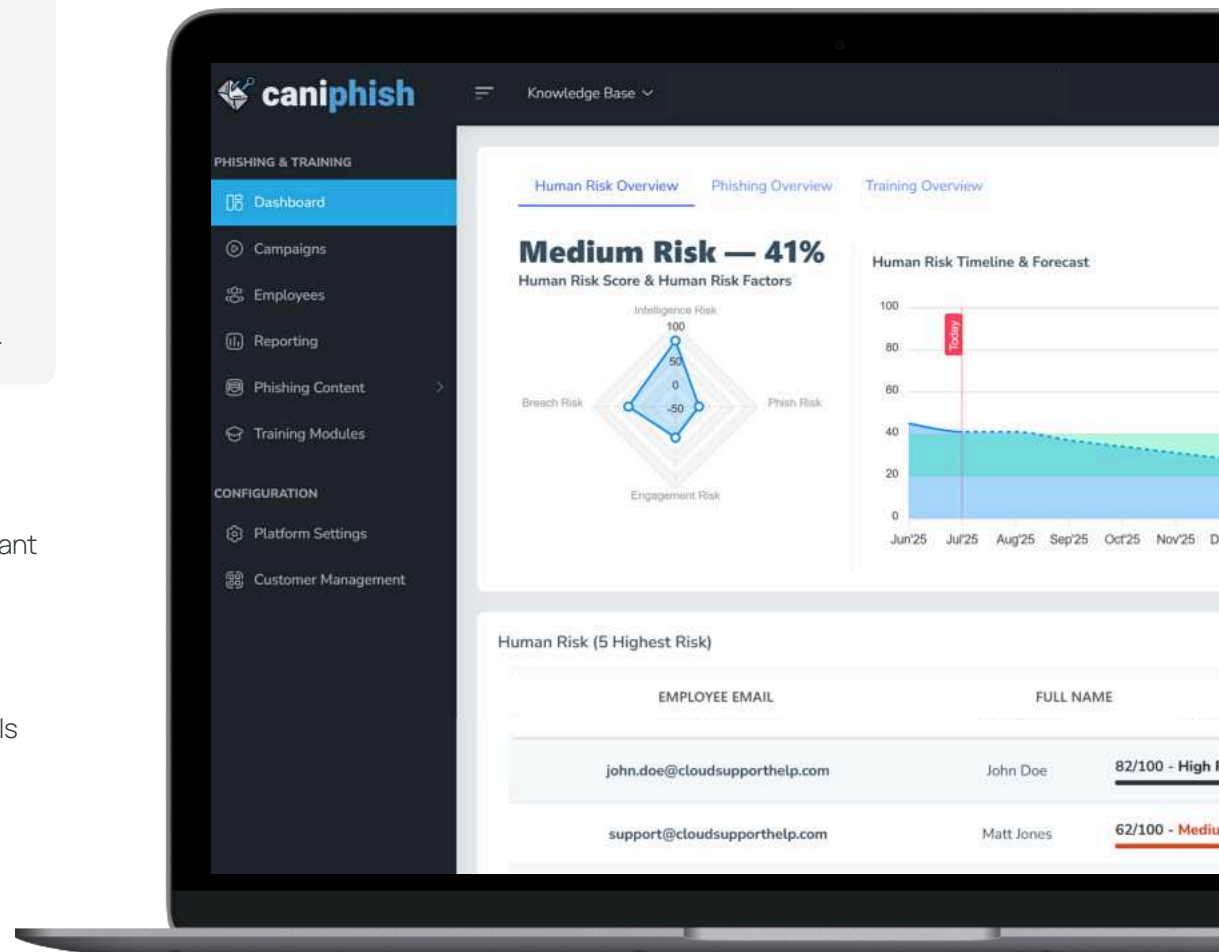 caniphish
Knowledge Base
PHISHING & TRAINING
Dashboard
Campaigns
Employees
Reporting
Phishing Content
Training Modules
CONFIGURATION
Platform Settings
Customer Management
Human Risk Overview Phishing Overview Training Overview
Medium Risk — 41%
Human Risk Score & Human Risk Factors
Intelligence Risk
100
50
0
-50
Breach Risk
Phish Risk
Engagement Risk
Human Risk Timeline & Forecast
100
80
60
40
20
0
Today
Jun'25 Jul'25 Aug'25 Sep'25 Oct'25 Nov'25 D
Human Risk (5 Highest Risk)
EMPLOYEE EMAIL FULL NAME
john.doe@cloudsupporthelp.com John Doe 82/100 - High
support@cloudsupporthelp.com Matt Jones 62/100 - Mediu
ant
ls